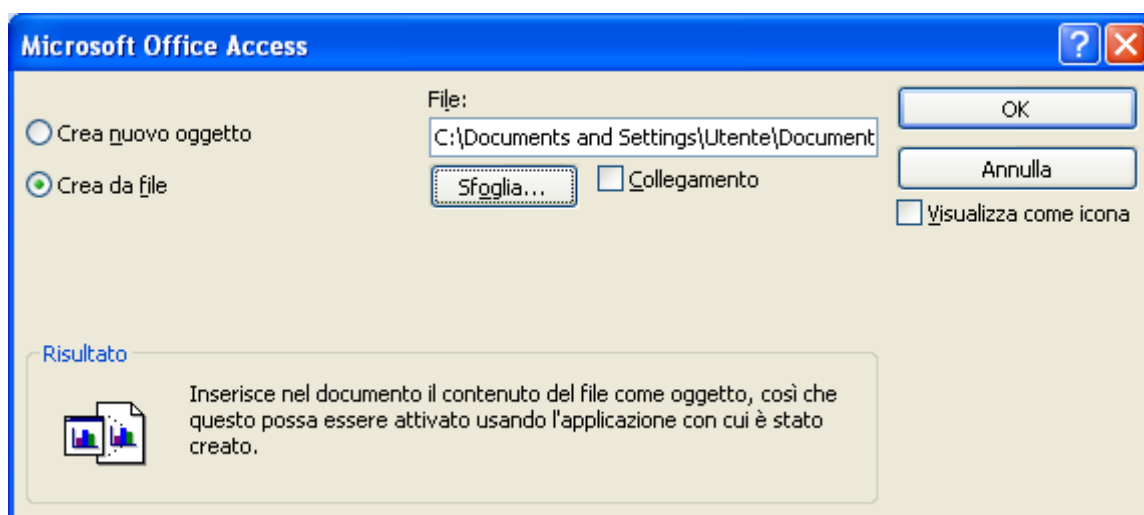 Microsoft Office Access
File:
Crea nuovo oggetto
C:\Documents and Settings\Utente\Document
OK
Crea da file
Sfoglia...
Collegamento
Annulla
Visualizza come icona
Risultato
Inserisce nel documento il contenuto del file come oggetto, così che
questo possa essere attivato usando l'applicazione con cui è stato
creato.